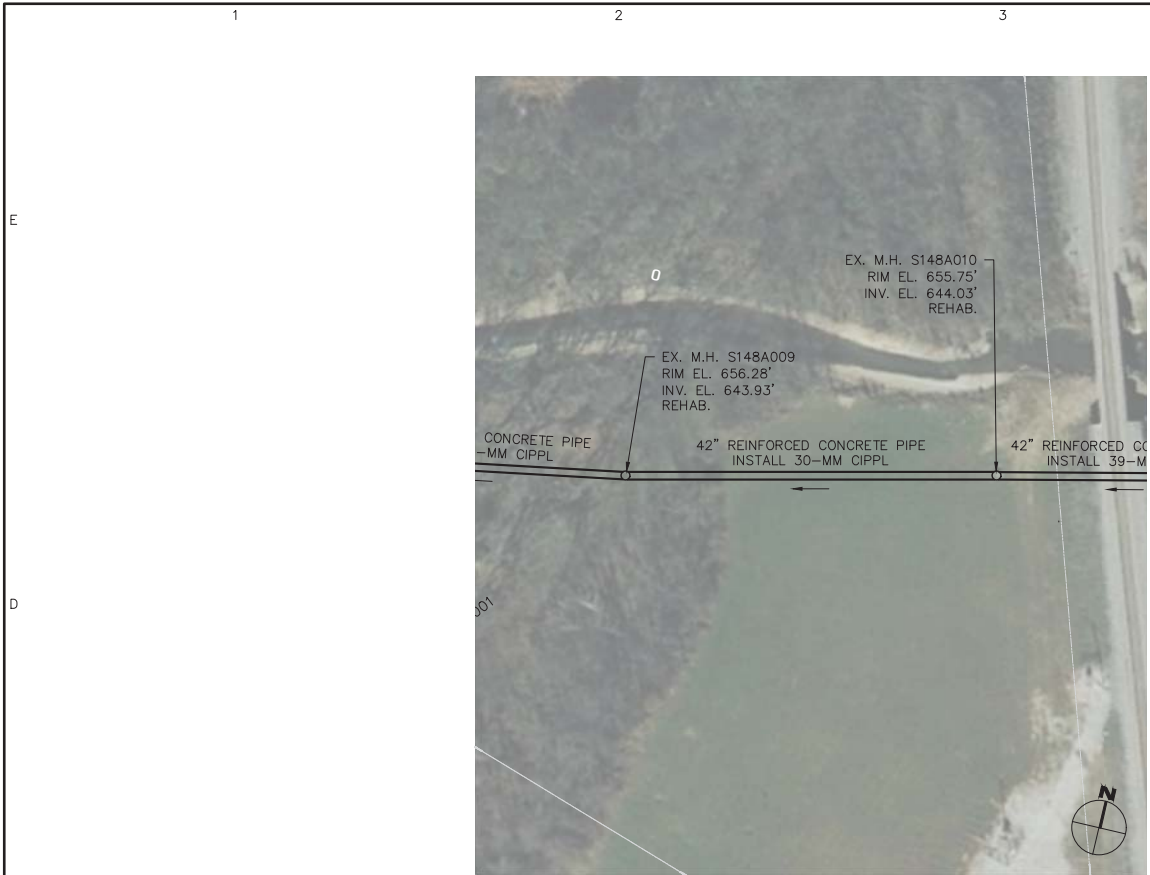 1 2 3
E
O
EX. M.H. S148A010
RIM EL. 655.75'
INV. EL. 644.03'
REHAB.
EX. M.H. S148A009
RIM EL. 656.28'
INV. EL. 643.93'
REHAB.
CONCRETE PIPE
-MM CIPPL
42" REINFORCED CONCRETE PIPE
INSTALL 30-MM CIPPL
42" REINFORCED CO
INSTALL 39-M
D
001
N